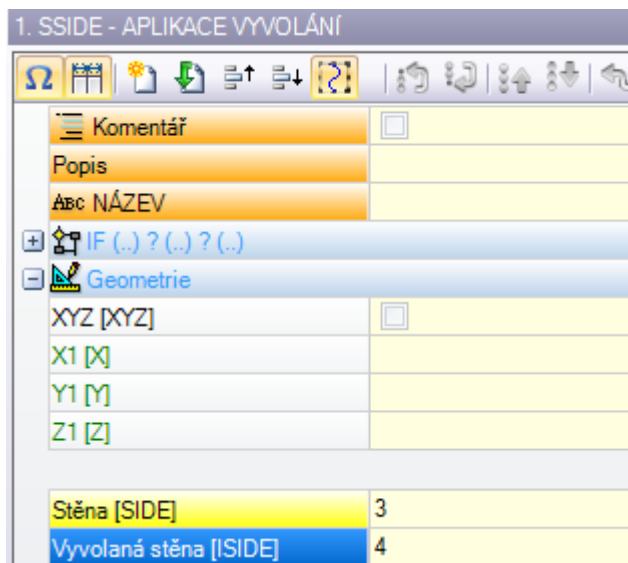 1. SSIDE - APLIKACE VYVOLÁNÍ
Ω
Komentář
Popis
ABC NÁZEV
IF (..) ? (..) ? (..)
Geometrie
XYZ [XYZ]
X1 [X]
Y1 [Y]
Z1 [Z]
Stěna [SIDE] 3
Vyvolaná stěna [ISIDE] 4